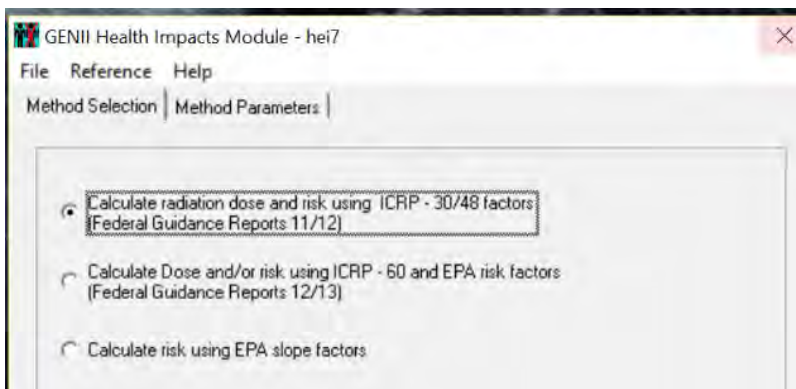 GENII Health Impacts Module - hei7
File Reference Help
Method Selection Method Parameters
Calculate radiation dose and risk using ICRP - 30/48 factors
(Federal Guidance Reports 11/12)
Calculate Dose and/or risk using ICRP - 60 and EPA risk factors
(Federal Guidance Reports 12/13)
Calculate risk using EPA slope factors